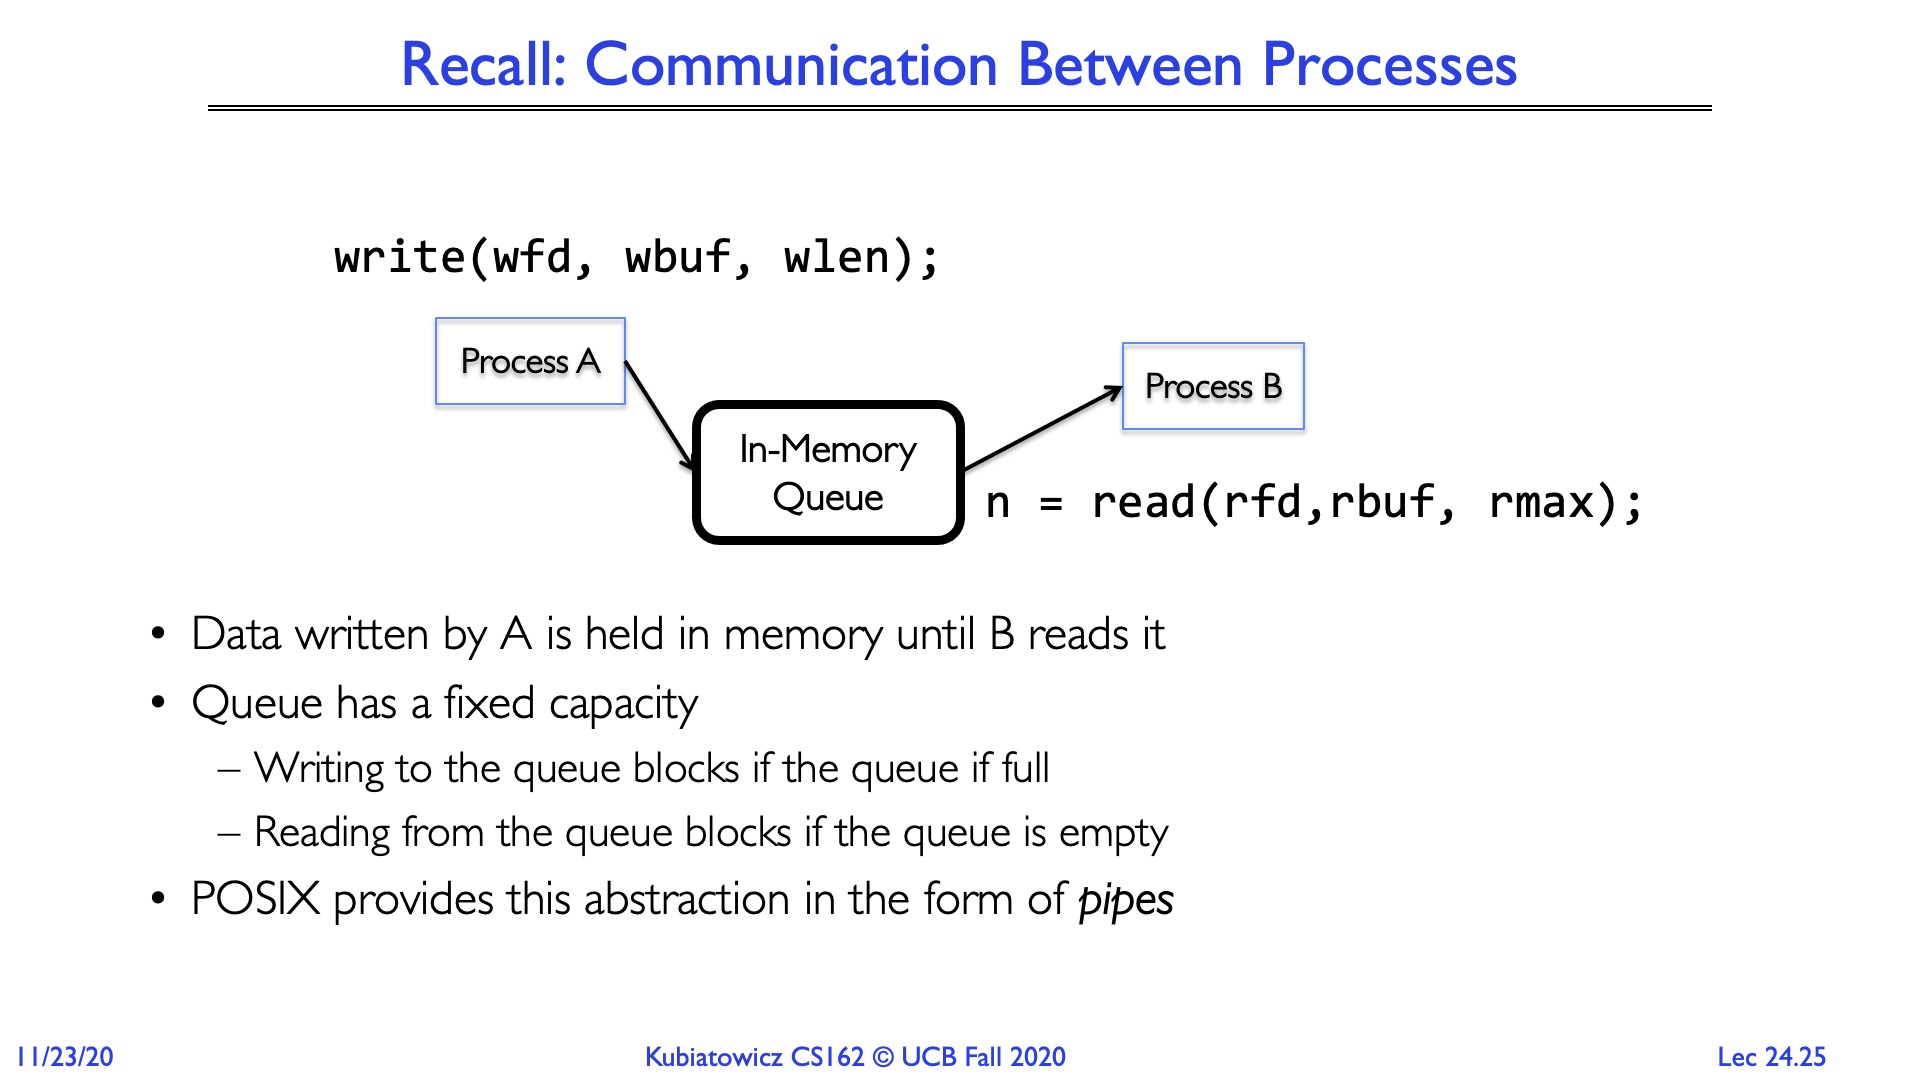 Recall: Communication Between Processes
write(wfd, wbuf, wlen);
Process A
Process B
In-Memory
Queue
n = read(rfd,rbuf, rmax);
• Data written by A is held in memory until B reads it
• Queue has a fixed capacity
– Writing to the queue blocks if the queue if full
– Reading from the queue blocks if the queue is empty
• POSIX provides this abstraction in the form of pipes
11/23/20
Kubiatowicz CS162 © UCB Fall 2020
Lec 24.25